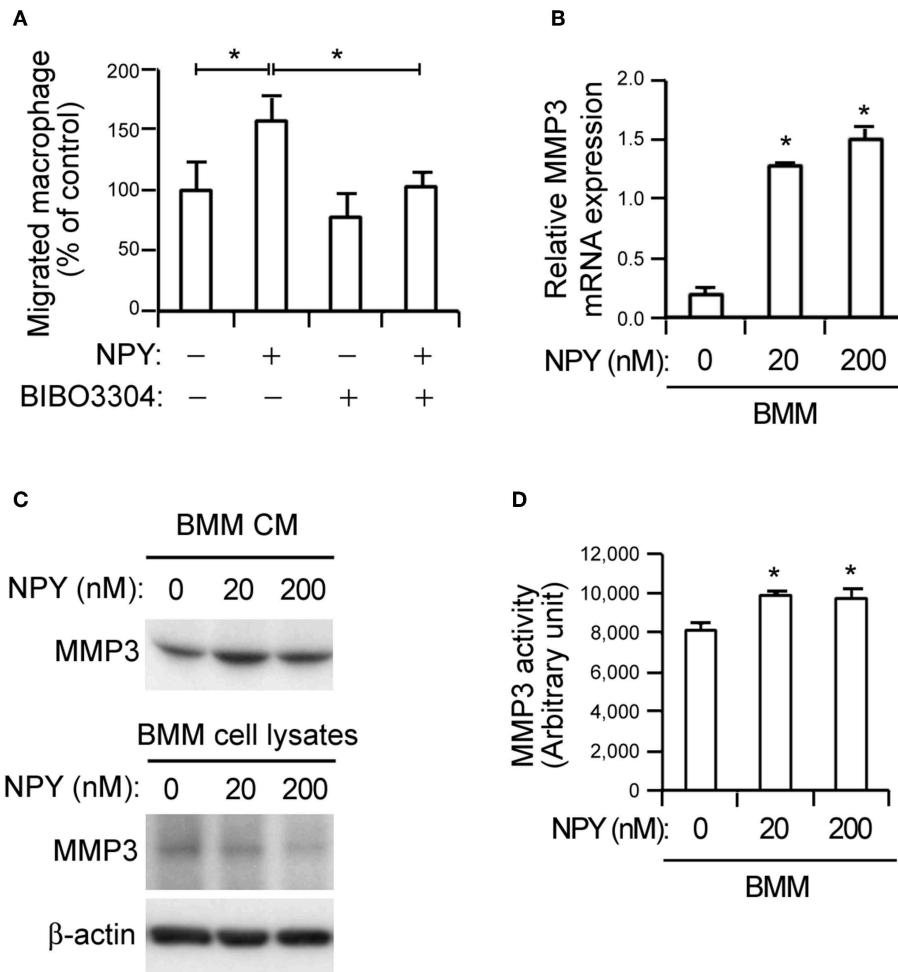 A
Migrated macrophage
(% of control)
200
150
100
50
0
* *
NPY: − + − +
BIBO3304: − − + +
B
Relative MMP3
mRNA expression
2.0
1.5
1.0
0.5
0.0
* *
NPY (nM): 0 20 200
BMM
C
BMM CM
NPY (nM): 0 20 200
MMP3
BMM cell lysates
NPY (nM): 0 20 200
MMP3
β-actin
D
MMP3 activity
(Arbitrary unit)
12,000
10,000
8,000
6,000
4,000
2,000
0
* *
NPY (nM): 0 20 200
BMM